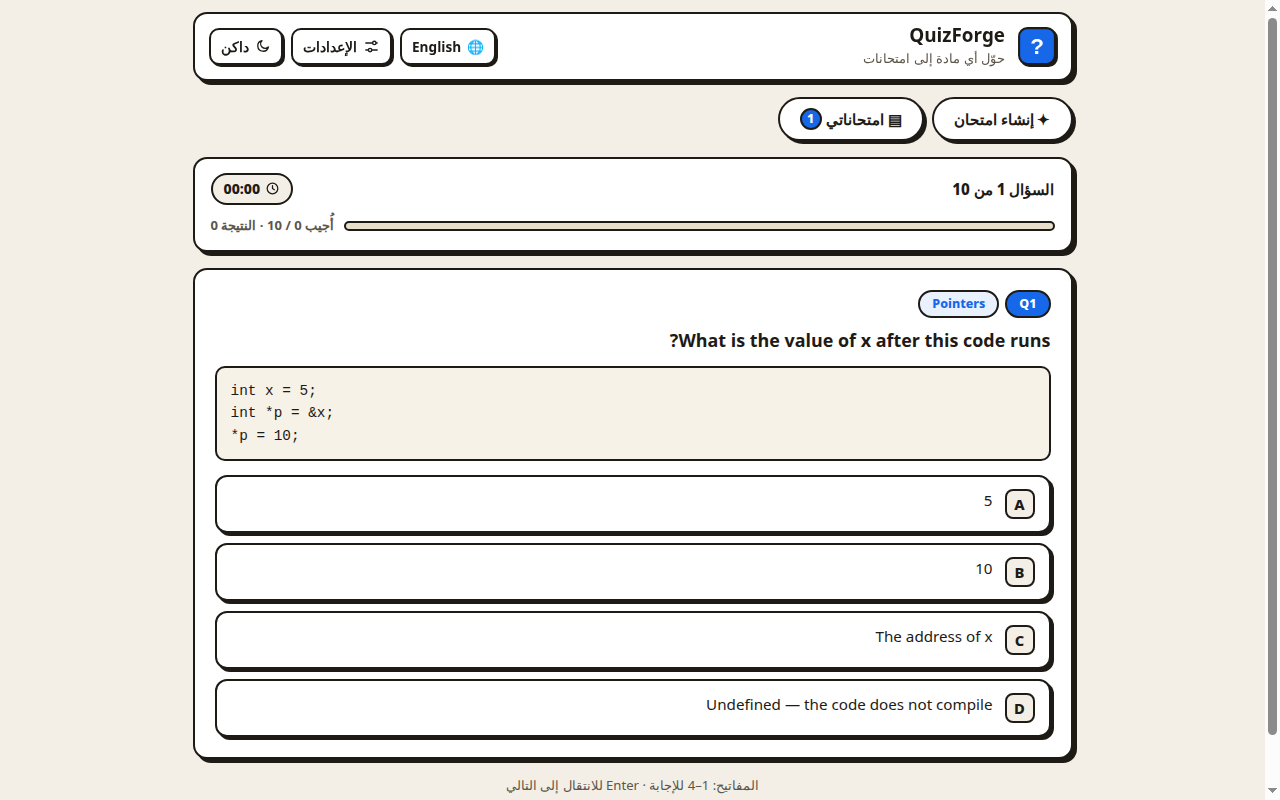 QuizForge
حوّل أي مادة إلى امتحانات
English
الإعدادات
داكن
إنشاء امتحان
امتحاناتي 1
السؤال 1 من 10
00:00
أُجيب 0 / 10 · النتيجة 0
Q1
Pointers
What is the value of x after this code runs?
int x = 5;
int *p = &x;
*p = 10;
A
5
B
10
C
The address of x
D
Undefined — the code does not compile
المفاتيح: 1–4 للإجابة · Enter للانتقال إلى التالي